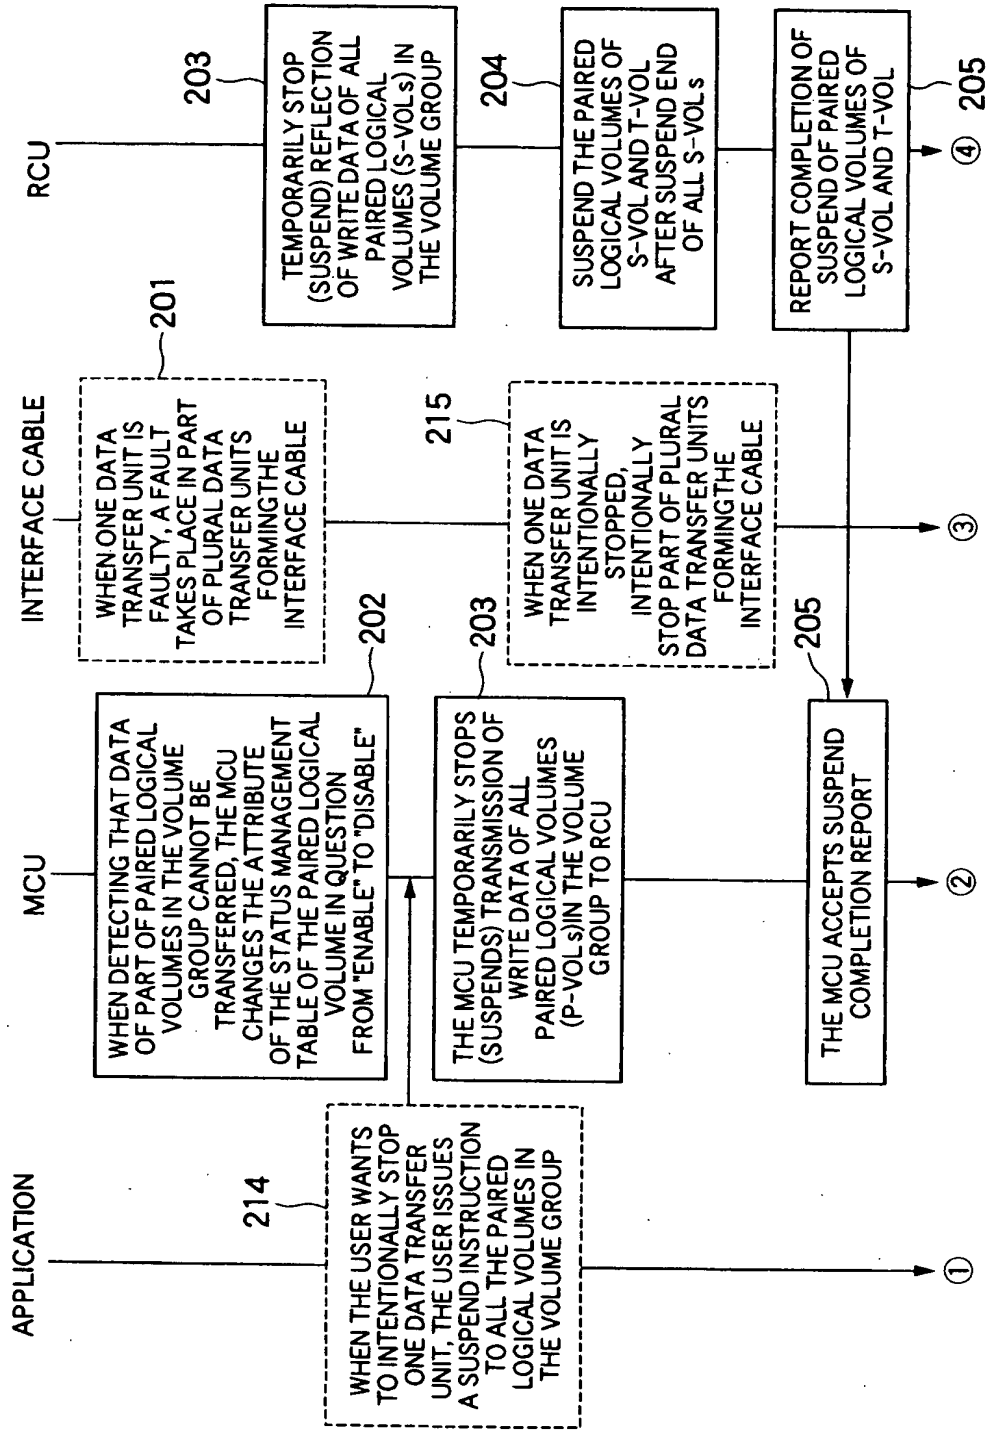 APPLICATION
214
WHEN THE USER WANTS
TO INTENTIONALLY STOP
ONE DATA TRANSFER
UNIT, THE USER ISSUES
A SUSPEND INSTRUCTION
TO ALL THE PAIRED
LOGICAL VOLUMES IN
THE VOLUME GROUP
①
MCU
WHEN DETECTING THAT DATA
OF PART OF PAIRED LOGICAL
VOLUMES IN THE VOLUME
GROUP CANNOT BE
TRANSFERRED, THE MCU
CHANGES THE ATTRIBUTE
OF THE STATUS MANAGEMENT
TABLE OF THE PAIRED LOGICAL
VOLUME IN QUESTION
FROM "ENABLE" TO "DISABLE"
202
THE MCU TEMPORARILY STOPS
(SUSPENDS) TRANSMISSION OF
WRITE DATA OF ALL
PAIRED LOGICAL VOLUMES
(P-VOLs)IN THE VOLUME
GROUP TO RCU
203
THE MCU ACCEPTS SUSPEND
COMPLETION REPORT
205
②
INTERFACE CABLE
201
WHEN ONE DATA
TRANSFER UNIT IS
FAULTY, A FAULT
TAKES PLACE IN PART
OF PLURAL DATA
TRANSFER UNITS
FORMING THE
INTERFACE CABLE
215
WHEN ONE DATA
TRANSFER UNIT IS
INTENTIONALLY
STOPPED,
INTENTIONALLY
STOP PART OF PLURAL
DATA TRANSFER UNITS
FORMING THE
INTERFACE CABLE
③
RCU
203
TEMPORARILY STOP
(SUSPEND) REFLECTION
OF WRITE DATA OF ALL
PAIRED LOGICAL
VOLUMES (S-VOLs) IN
THE VOLUME GROUP
204
SUSPEND THE PAIRED
LOGICAL VOLUMES OF
S-VOL AND T-VOL
AFTER SUSPEND END
OF ALL S-VOLs
REPORT COMPLETION OF
SUSPEND OF PAIRED
LOGICAL VOLUMES OF
S-VOL AND T-VOL
205
④